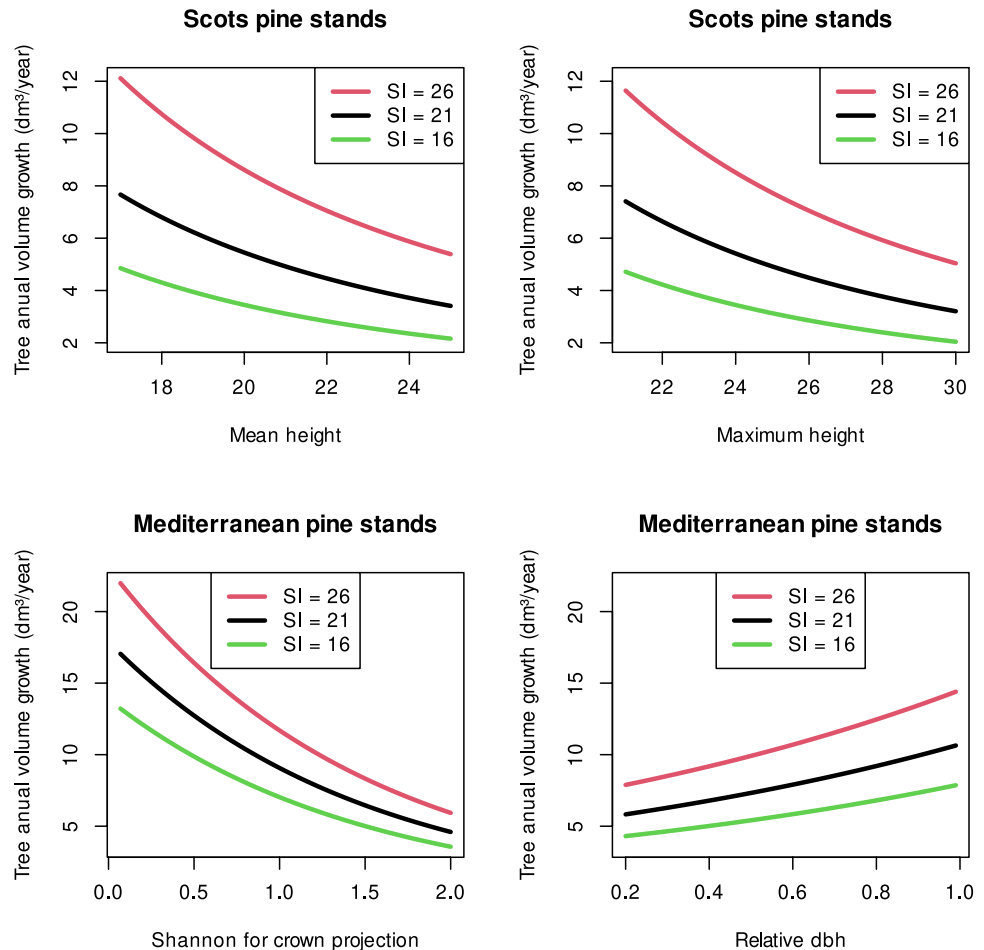 Scots pine stands
Tree anual volume growth (dm³/year)
12
10
8
6
4
2
SI = 26
SI = 21
SI = 16
18 20 22 24
Mean height
Scots pine stands
Tree anual volume growth (dm³/year)
12
10
8
6
4
2
SI = 26
SI = 21
SI = 16
22 24 26 28 30
Maximum height
Mediterranean pine stands
Tree anual volume growth (dm³/year)
20
15
10
5
SI = 26
SI = 21
SI = 16
0.0 0.5 1.0 1.5 2.0
Shannon for crown projection
Mediterranean pine stands
Tree anual volume growth (dm³/year)
20
15
10
5
SI = 26
SI = 21
SI = 16
0.2 0.4 0.6 0.8 1.0
Relative dbh